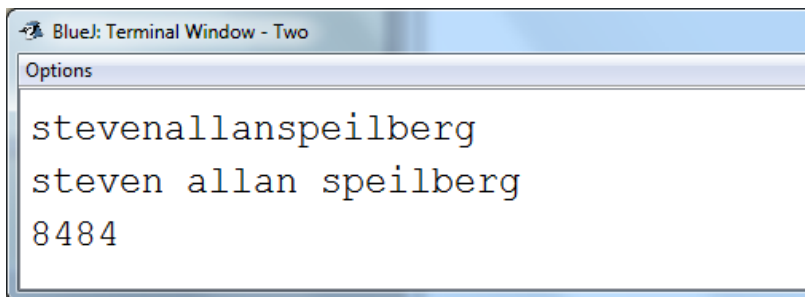 BlueJ: Terminal Window - Two
Options
stevenallanspeilberg
steven allan speilberg
8484